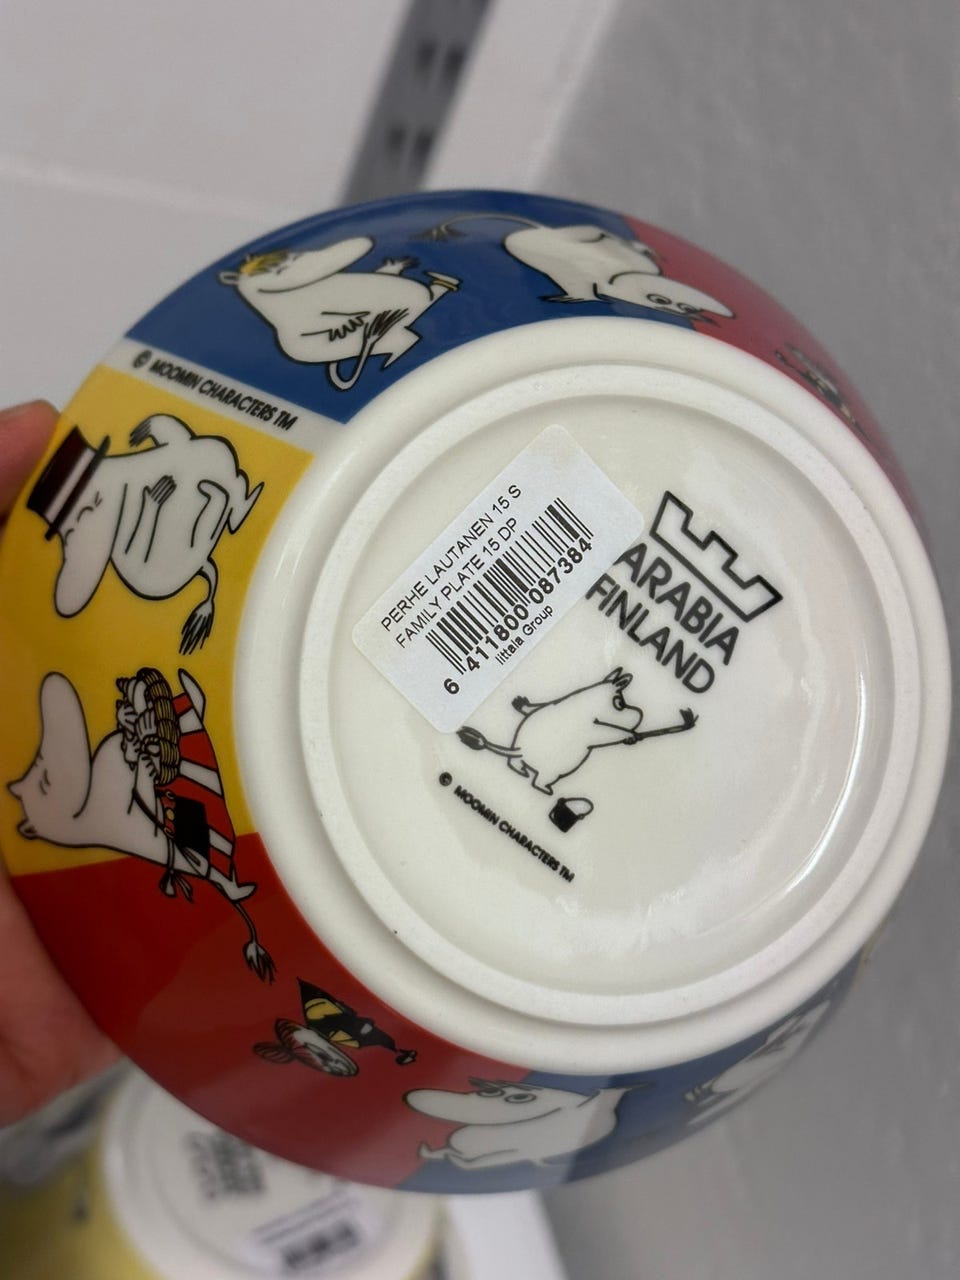 © MOOMIN CHARACTERS TM
PERHE LAUTANEN 15 S
FAMILY PLATE 15 DP
6 411800 087384
Iittala Group
ARABIA
FINLAND
© MOOMIN CHARACTERS TM